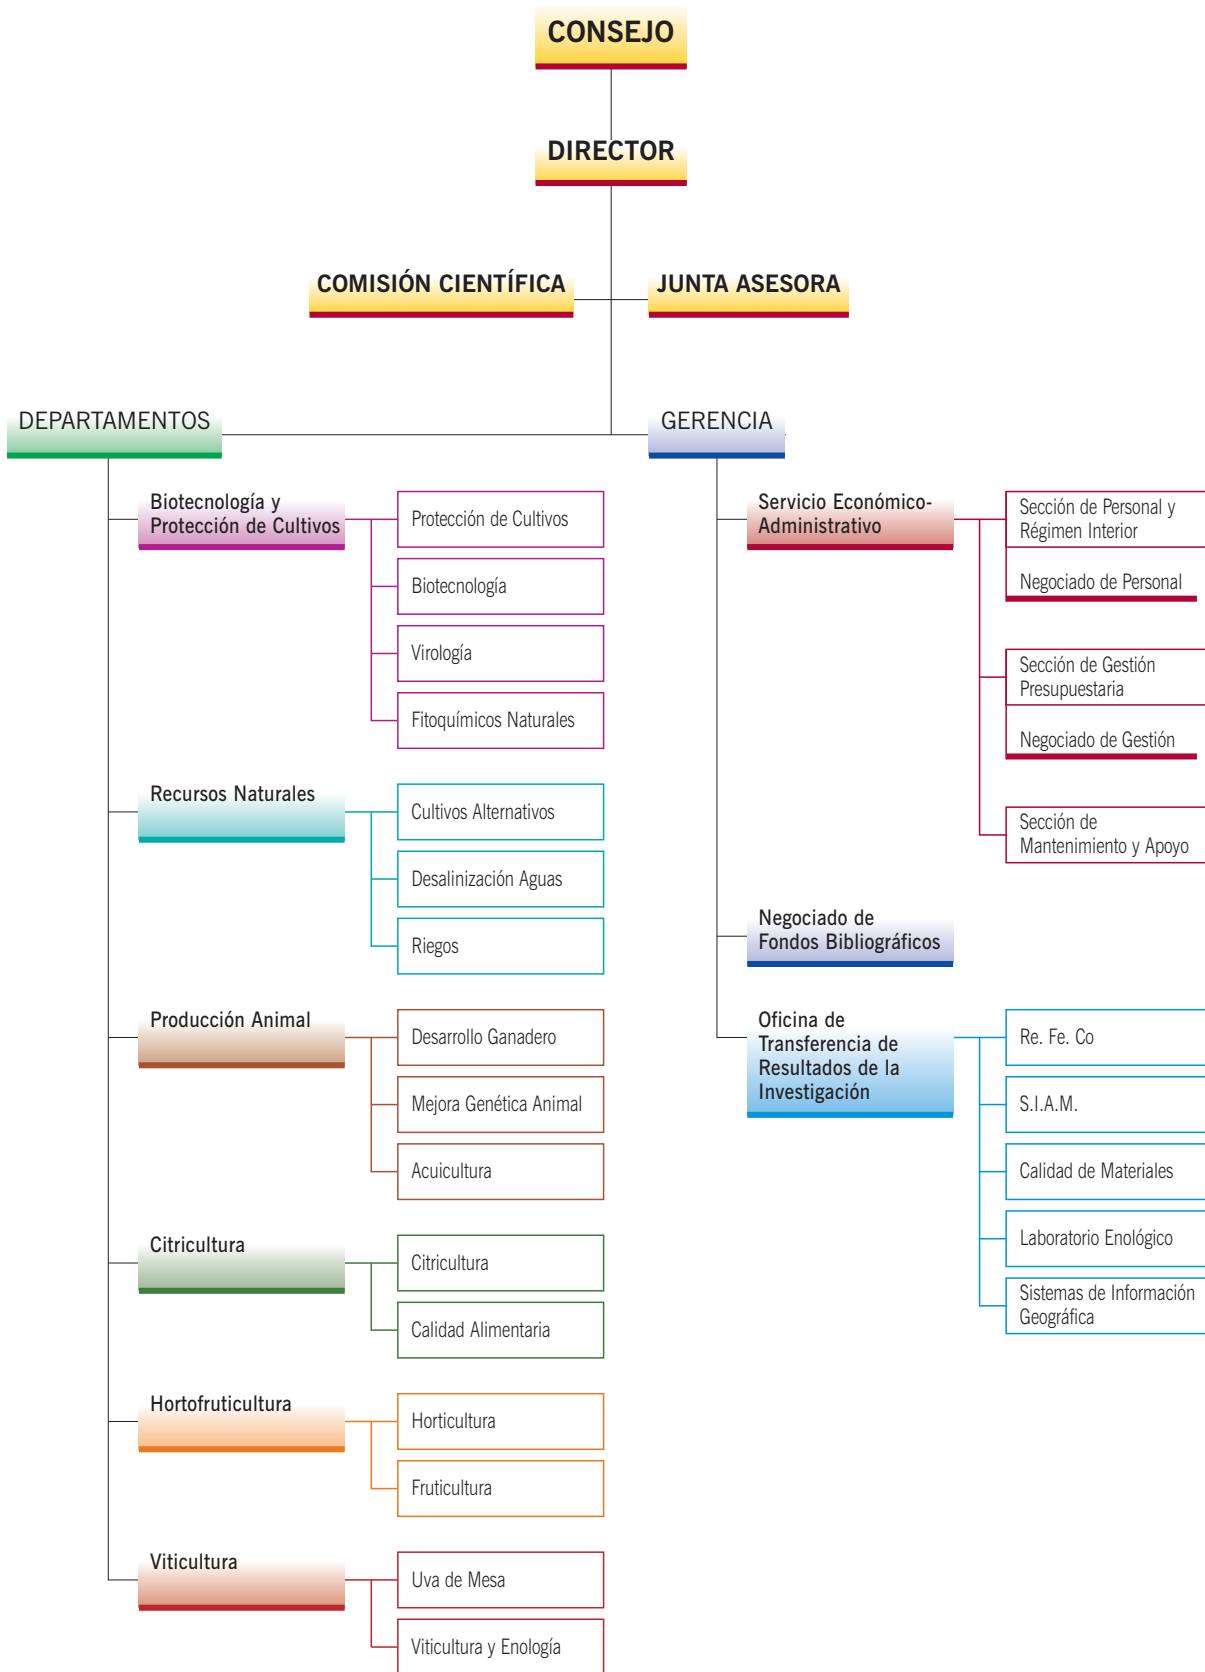 CONSEJO
DIRECTOR
COMISIÓN CIENTÍFICA
JUNTA ASESORA
DEPARTAMENTOS
Biotecnología y
Protección de Cultivos
Protección de Cultivos
Biotecnología
Virología
Fitoquímicos Naturales
Recursos Naturales
Cultivos Alternativos
Desalinización Aguas
Riegos
Producción Animal
Desarrollo Ganadero
Mejora Genética Animal
Acuicultura
Citricultura
Citricultura
Calidad Alimentaria
Hortofruticultura
Horticultura
Fruticultura
Viticultura
Uva de Mesa
Viticultura y Enología
GERENCIA
Servicio Económico-
Administrativo
Sección de Personal y
Régimen Interior
Negociado de Personal
Sección de Gestión
Presupuestaria
Negociado de Gestión
Sección de
Mantenimiento y Apoyo
Negociado de
Fondos Bibliográficos
Oficina de
Transferencia de
Resultados de la
Investigación
Re. Fe. Co
S.I.A.M.
Calidad de Materiales
Laboratorio Enológico
Sistemas de Información
Geográfica